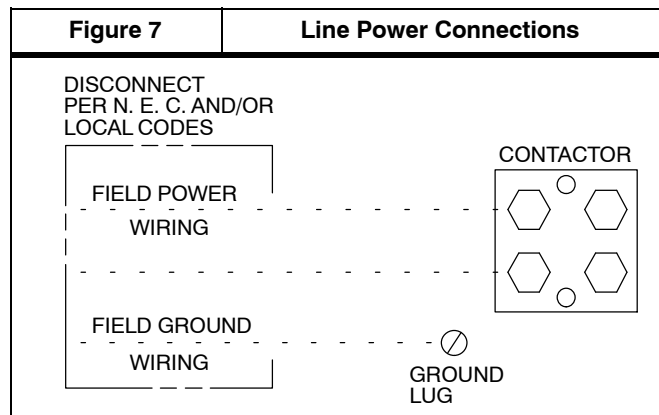 Figure 7
Line Power Connections
DISCONNECT
PER N. E. C. AND/OR
LOCAL CODES
CONTACTOR
FIELD POWER
WIRING
FIELD GROUND
WIRING
GROUND
LUG